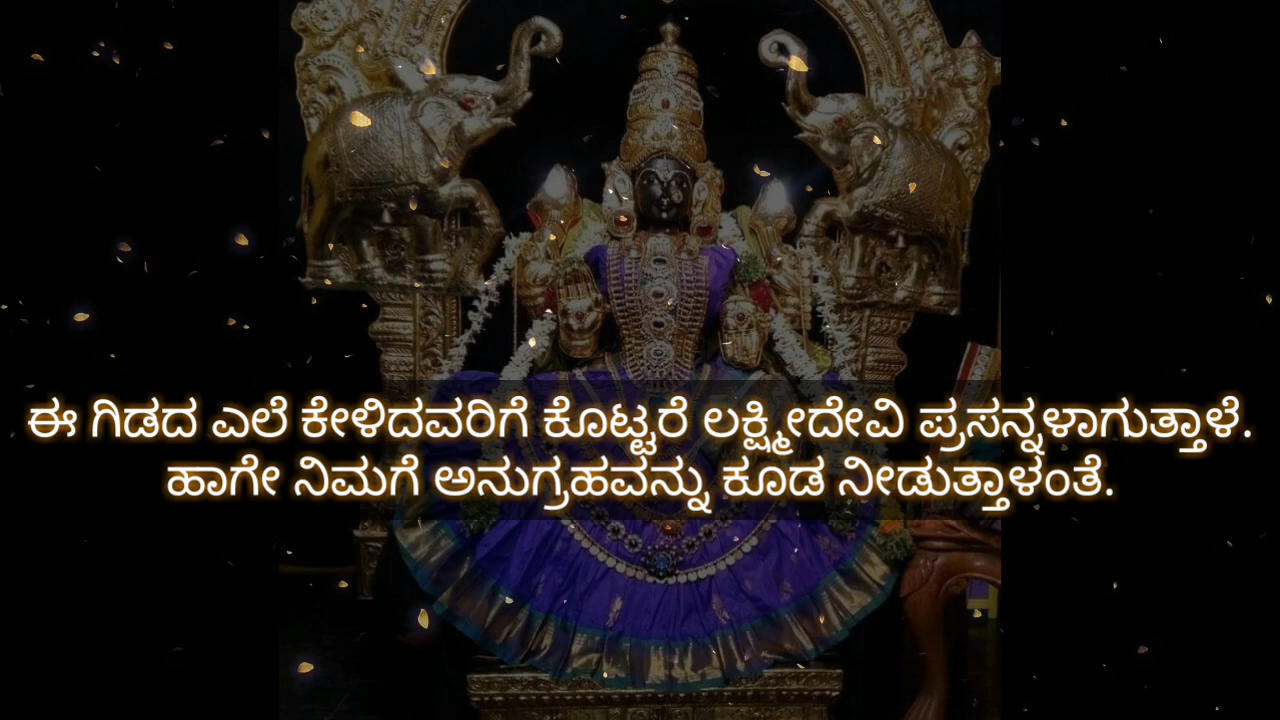 ಈ ಗಿಡದ ಎಲೆ ಕೇಳಿದವರಿಗೆ ಕೊಟ್ಟರೆ ಲಕ್ಷ್ಮೀದೇವಿ ಪ್ರಸನ್ನಳಾಗುತ್ತಾಳೆ.
ಹಾಗೇ ನಿಮಗೆ ಅನುಗ್ರಹವನ್ನು ಕೂಡ ನೀಡುತ್ತಾಳಂತೆ.